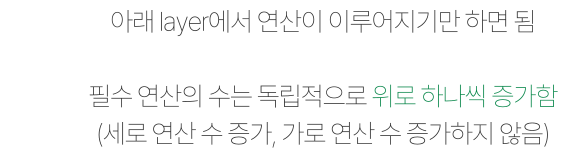 아래 layer에서 연산이 이루어지기만 하면 됨
필수 연산의 수는 독립적으로 위로 하나씩 증가함
(세로 연산 수 증가, 가로 연산 수 증가하지 않음)